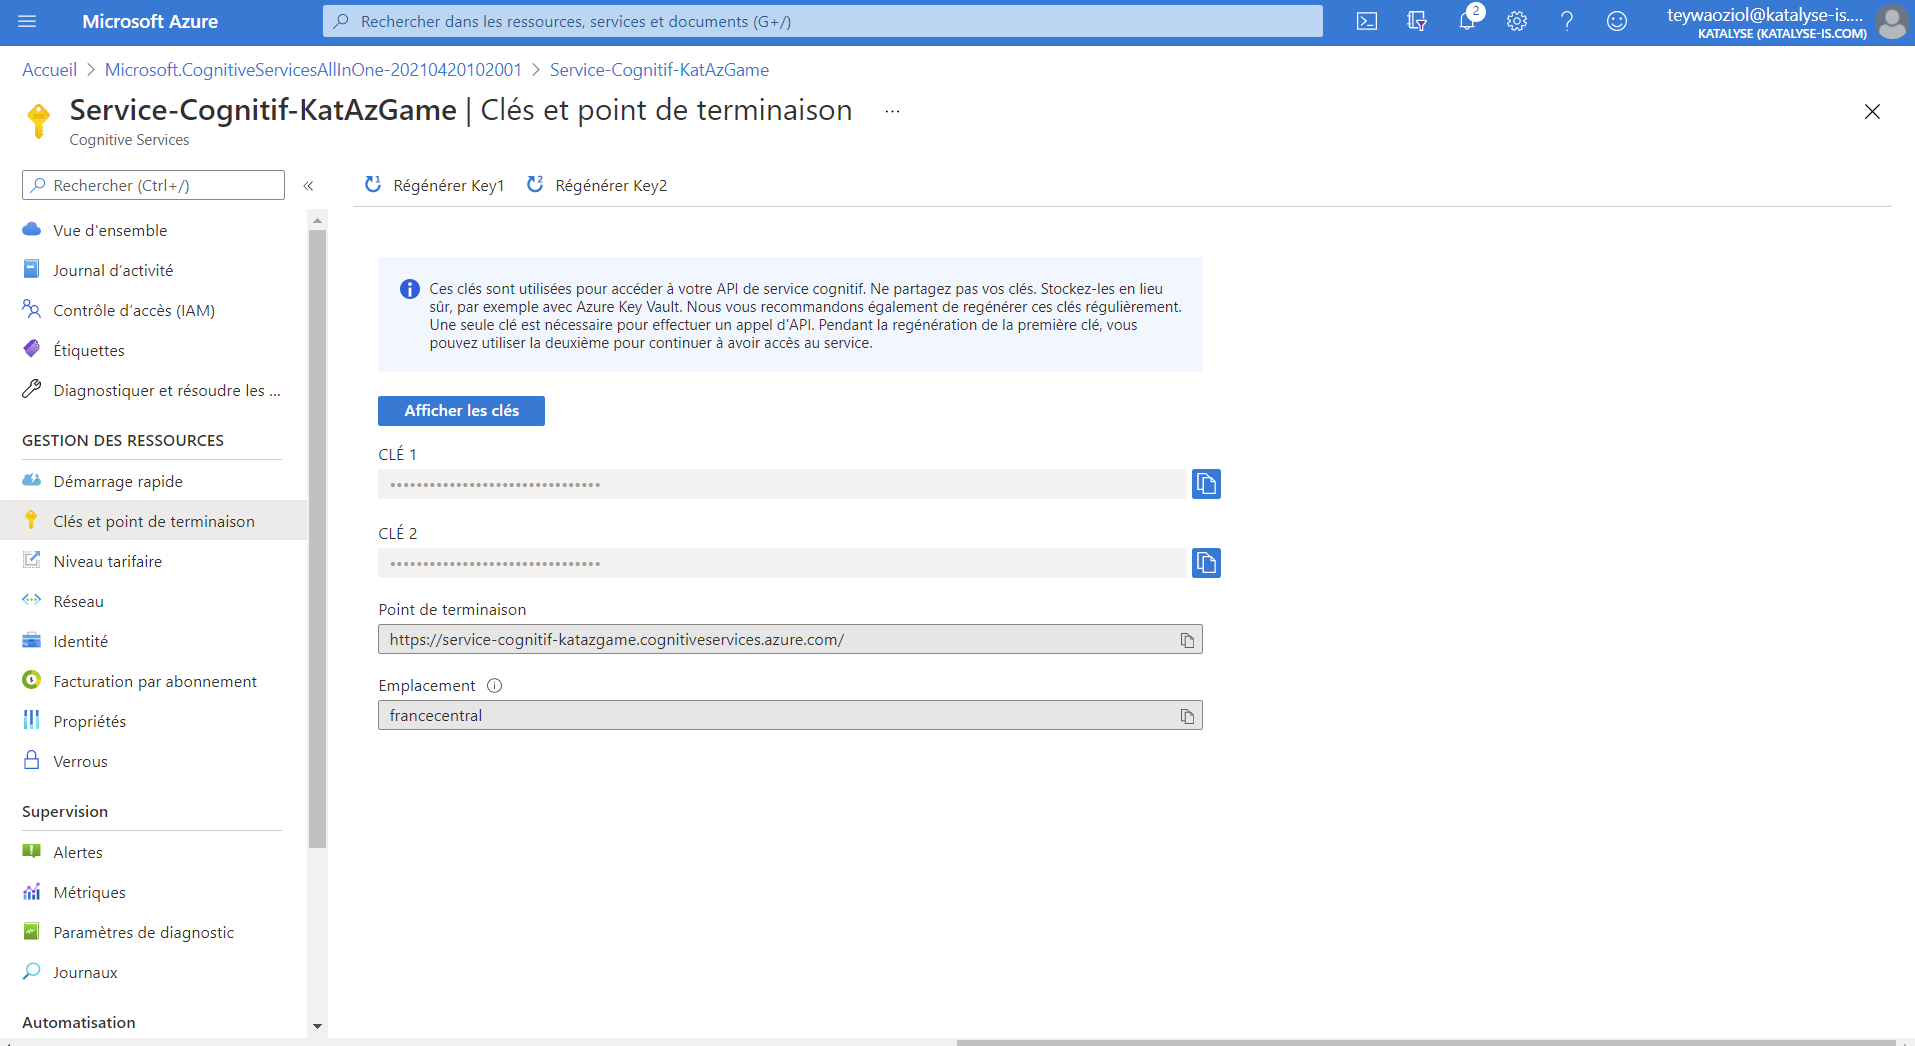 Microsoft Azure
Rechercher dans les ressources, services et documents (G+/)
2
teywaoziol@katalyse-is....
KATALYSE (KATALYSE-IS.COM)
Accueil > Microsoft.CognitiveServicesAllInOne-20210420102001 > Service-Cognitif-KatAzGame
Service-Cognitif-KatAzGame | Clés et point de terminaison ...
Cognitive Services
Rechercher (Ctrl+/)
«
Vue d'ensemble
Journal d'activité
Contrôle d'accès (IAM)
Étiquettes
Diagnostiquer et résoudre les ...
GESTION DES RESSOURCES
Démarrage rapide
Clés et point de terminaison
Niveau tarifaire
Réseau
Identité
Facturation par abonnement
Propriétés
Verrous
Supervision
Alertes
Métriques
Paramètres de diagnostic
Journaux
Automatisation
1 Régénérer Key1
2 Régénérer Key2
Ces clés sont utilisées pour accéder à votre API de service cognitif. Ne partagez pas vos clés. Stockez-les en lieu
sûr, par exemple avec Azure Key Vault. Nous vous recommandons également de regénérer ces clés régulièrement.
Une seule clé est nécessaire pour effectuer un appel d'API. Pendant la regénération de la première clé, vous
pouvez utiliser la deuxième pour continuer à avoir accès au service.
Afficher les clés
CLÉ 1
••••••••••••••••••••••••••••••••
CLÉ 2
••••••••••••••••••••••••••••••••
Point de terminaison
https://service-cognitif-katazgame.cognitiveservices.azure.com/
Emplacement
francecentral